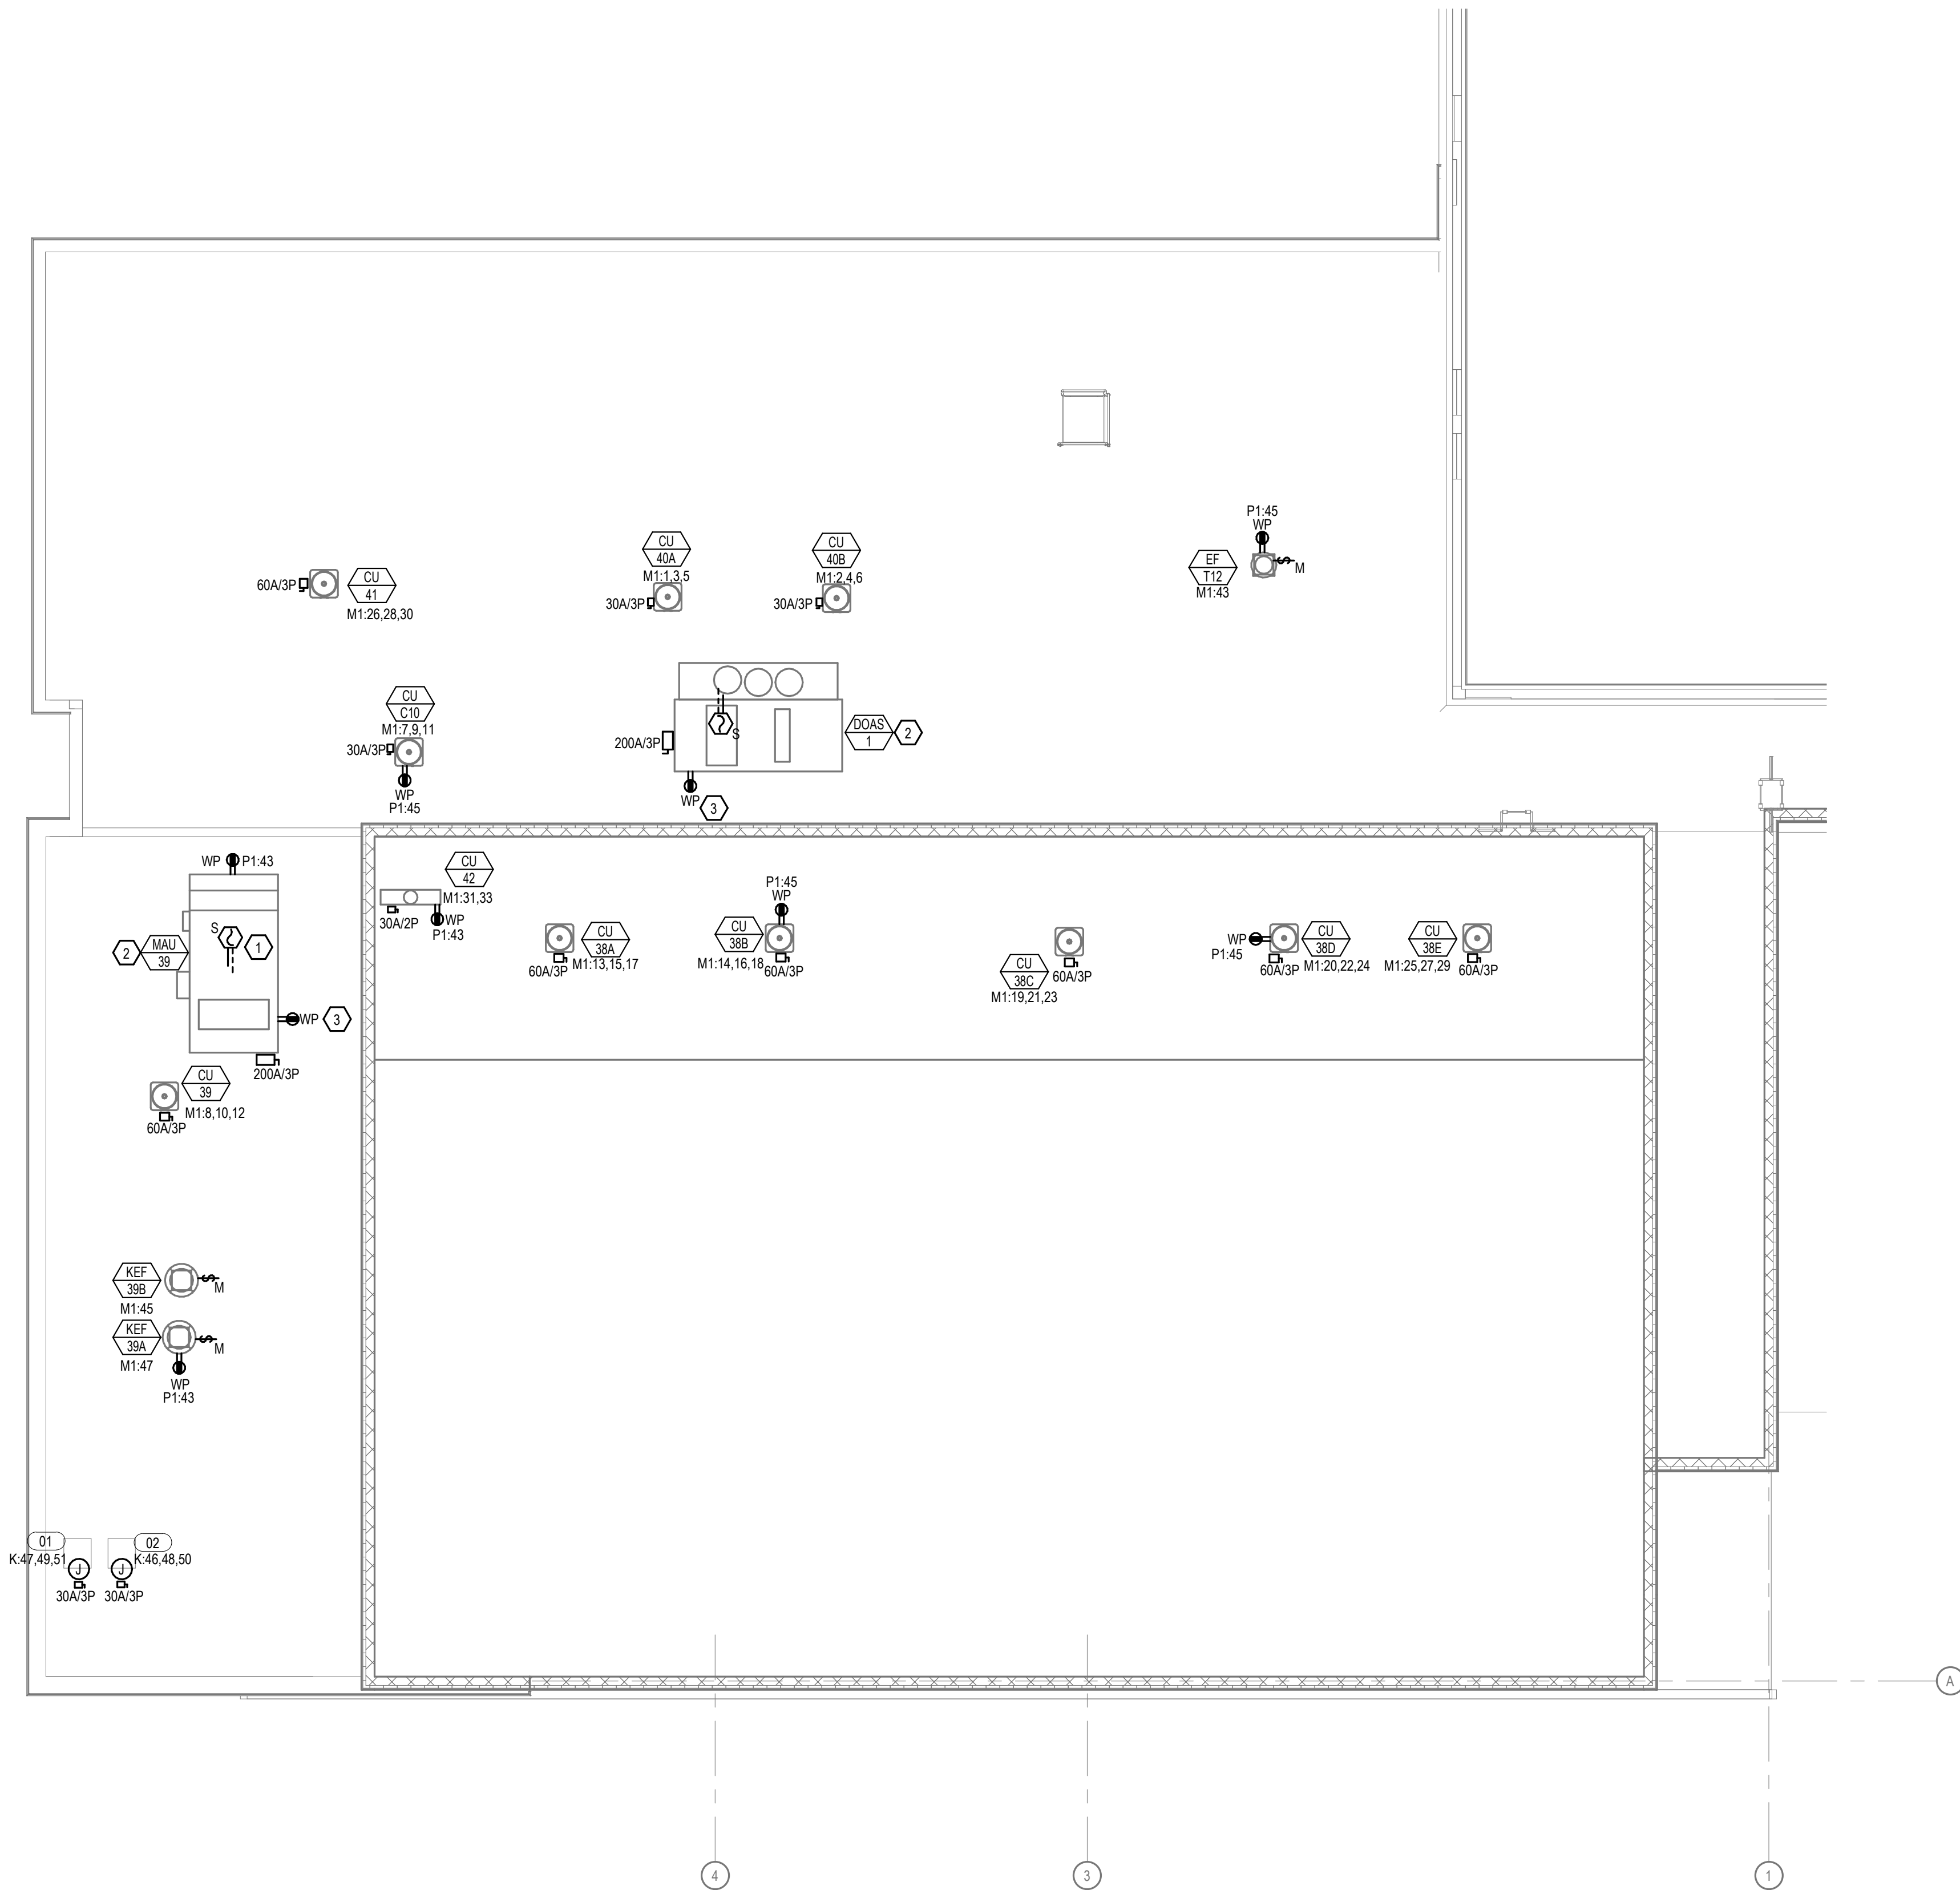 P1:45
WP
EF
T12
M
M1:43
CU
40A
M1:1,3,5
30A/3P
CU
40B
M1:2,4,6
30A/3P
60A/3P
CU
41
M1:26,28,30
CU
C10
M1:7,9,11
30A/3P
WP
P1:45
200A/3P
S
DOAS
1
2
WP
3
WP P1:43
S
1
2
MAU
39
WP
3
200A/3P
CU
39
M1:8,10,12
60A/3P
CU
42
M1:31,33
30A/2P
WP
P1:43
CU
38A
M1:13,15,17
60A/3P
P1:45
WP
CU
38B
M1:14,16,18
60A/3P
CU
38C
M1:19,21,23
60A/3P
WP
P1:45
CU
38D
M1:20,22,24
60A/3P
CU
38E
M1:25,27,29
60A/3P
KEF
39B
M1:45
M
KEF
39A
M1:47
M
WP
P1:43
01
K:47,49,51
J
30A/3P
02
K:46,48,50
J
30A/3P
A
4
3
1